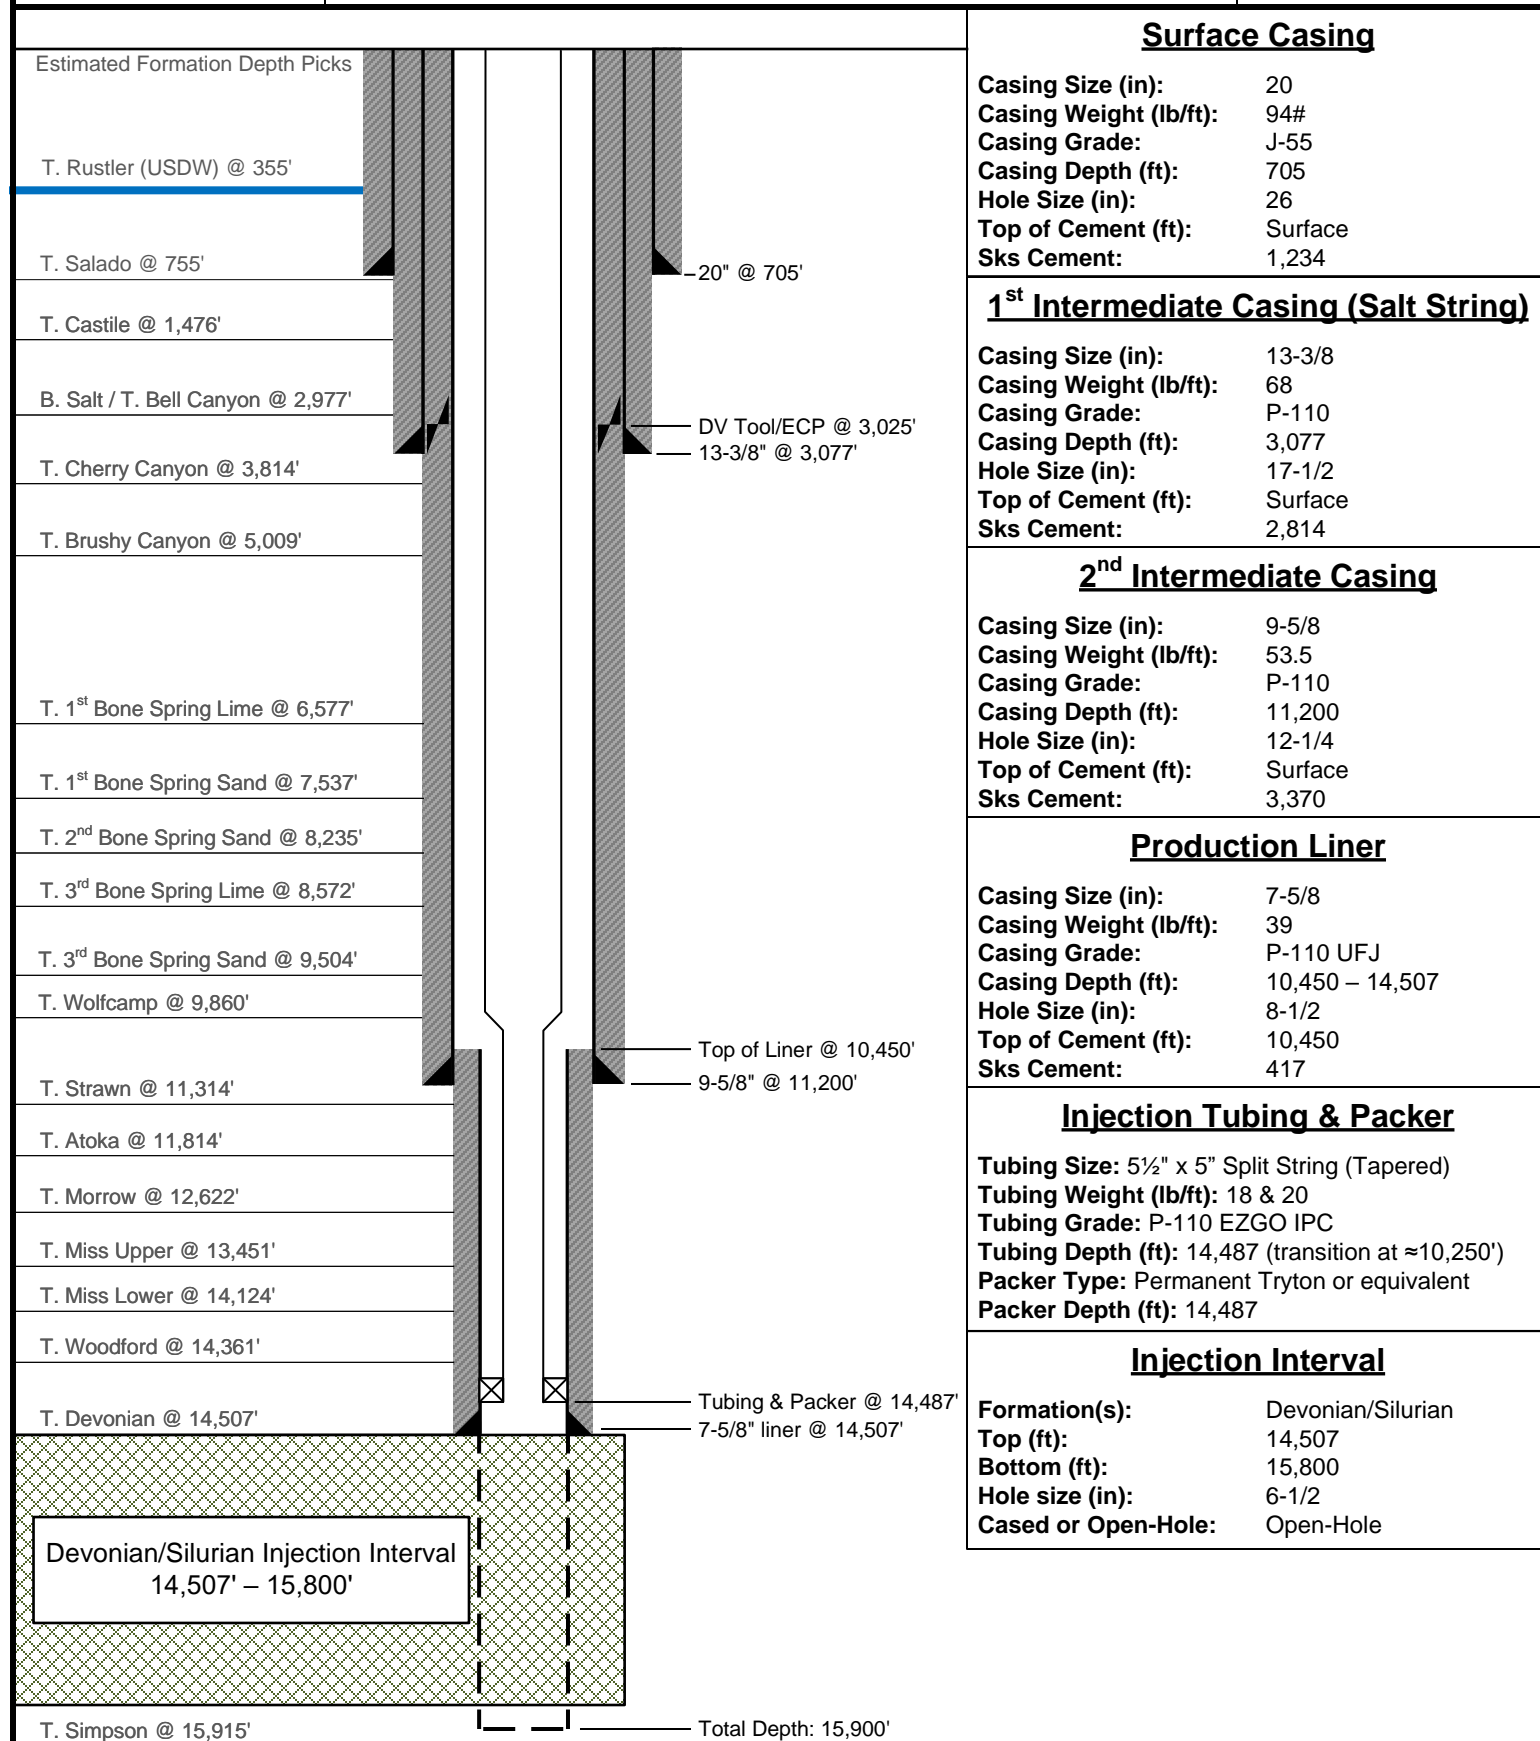 Estimated Formation Depth Picks
T. Rustler (USDW) @ 355'
T. Salado @ 755'
T. Castile @ 1,476'
B. Salt / T. Bell Canyon @ 2,977'
T. Cherry Canyon @ 3,814'
T. Brushy Canyon @ 5,009'
T. 1st Bone Spring Lime @ 6,577'
T. 1st Bone Spring Sand @ 7,537'
T. 2nd Bone Spring Sand @ 8,235'
T. 3rd Bone Spring Lime @ 8,572'
T. 3rd Bone Spring Sand @ 9,504'
T. Wolfcamp @ 9,860'
T. Strawn @ 11,314'
T. Atoka @ 11,814'
T. Morrow @ 12,622'
T. Miss Upper @ 13,451'
T. Miss Lower @ 14,124'
T. Woodford @ 14,361'
T. Devonian @ 14,507'
Devonian/Silurian Injection Interval
14,507' – 15,800'
T. Simpson @ 15,915'
20" @ 705'
DV Tool/ECP @ 3,025'
13-3/8" @ 3,077'
Top of Liner @ 10,450'
9-5/8" @ 11,200'
Tubing & Packer @ 14,487'
7-5/8" liner @ 14,507'
Total Depth: 15,900'
Surface Casing
Casing Size (in): 20
Casing Weight (lb/ft): 94#
Casing Grade: J-55
Casing Depth (ft): 705
Hole Size (in): 26
Top of Cement (ft): Surface
Sks Cement: 1,234
1st Intermediate Casing (Salt String)
Casing Size (in): 13-3/8
Casing Weight (lb/ft): 68
Casing Grade: P-110
Casing Depth (ft): 3,077
Hole Size (in): 17-1/2
Top of Cement (ft): Surface
Sks Cement: 2,814
2nd Intermediate Casing
Casing Size (in): 9-5/8
Casing Weight (lb/ft): 53.5
Casing Grade: P-110
Casing Depth (ft): 11,200
Hole Size (in): 12-1/4
Top of Cement (ft): Surface
Sks Cement: 3,370
Production Liner
Casing Size (in): 7-5/8
Casing Weight (lb/ft): 39
Casing Grade: P-110 UFJ
Casing Depth (ft): 10,450 – 14,507
Hole Size (in): 8-1/2
Top of Cement (ft): 10,450
Sks Cement: 417
Injection Tubing & Packer
Tubing Size: 5½" x 5” Split String (Tapered)
Tubing Weight (lb/ft): 18 & 20
Tubing Grade: P-110 EZGO IPC
Tubing Depth (ft): 14,487 (transition at ≈10,250')
Packer Type: Permanent Tryton or equivalent
Packer Depth (ft): 14,487
Injection Interval
Formation(s): Devonian/Silurian
Top (ft): 14,507
Bottom (ft): 15,800
Hole size (in): 6-1/2
Cased or Open-Hole: Open-Hole